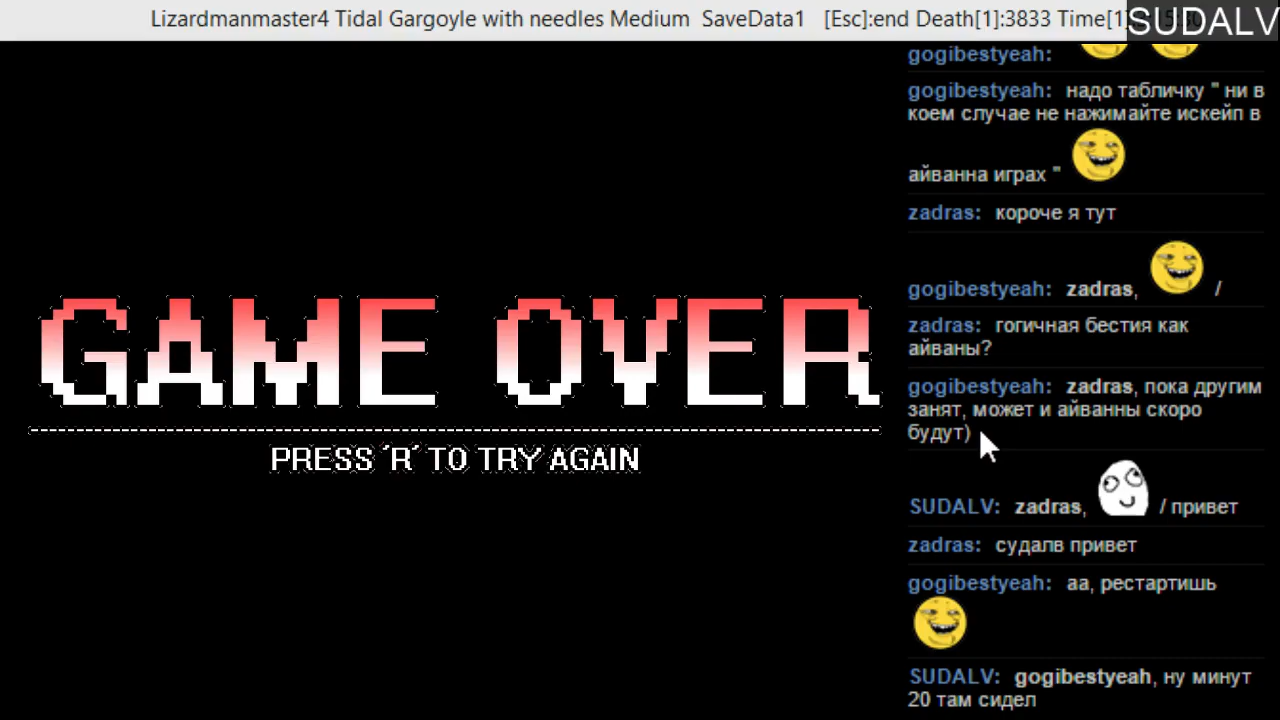 Lizardmanmaster4 Tidal Gargoyle with needles Medium SaveData1 [Esc]:end Death[1]:3833 Time[1]
SUDALV
gogibestyeah:
gogibestyeah: надо табличку " ни в
коем случае не нажимайте искейп в
айванна играх "
zadras: короче я тут
gogibestyeah: zadras, /
zadras: гогичная бестия как
айваны?
gogibestyeah: zadras, пока другим
занят, может и айванны скоро
будут)
SUDALV: zadras, / привет
zadras: судалв привет
gogibestyeah: аа, рестартишь
SUDALV: gogibestyeah, ну минут
20 там сидел
GAME OVER
PRESS 'R' TO TRY AGAIN